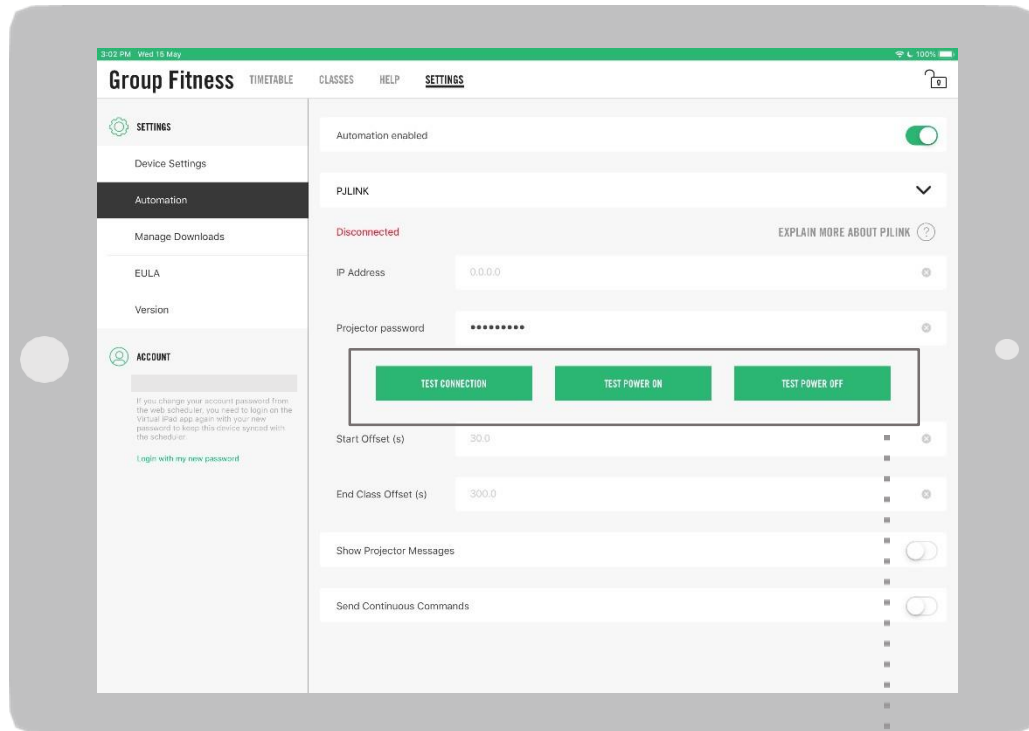 3:02 PM Wed 15 May
100%
Group Fitness TIMETABLE CLASSES HELP SETTINGS
SETTINGS
Device Settings
Automation
Manage Downloads
EULA
Version
ACCOUNT
If you change your account password from
the web scheduler, you need to login on the
Virtual iPad app again with your new
password to keep this device synced with
the scheduler.
Login with my new password
Automation enabled
PJLINK
Disconnected
EXPLAIN MORE ABOUT PJLINK ?
IP Address 0.0.0.0
Projector password •••••••••
TEST CONNECTION TEST POWER ON TEST POWER OFF
Start Offset (s) 30.0
End Class Offset (s) 300.0
Show Projector Messages
Send Continuous Commands